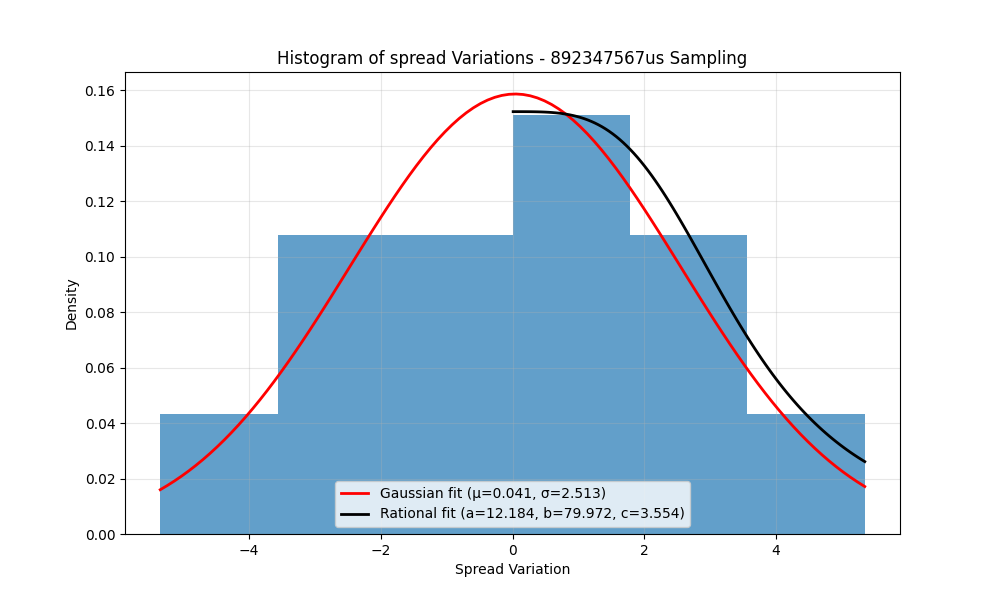 Histogram of spread Variations - 892347567us Sampling
Density
0.16
0.14
0.12
0.10
0.08
0.06
0.04
0.02
0.00
Gaussian fit (μ=0.041, σ=2.513)
Rational fit (a=12.184, b=79.972, c=3.554)
−4
−2
0
2
4
Spread Variation